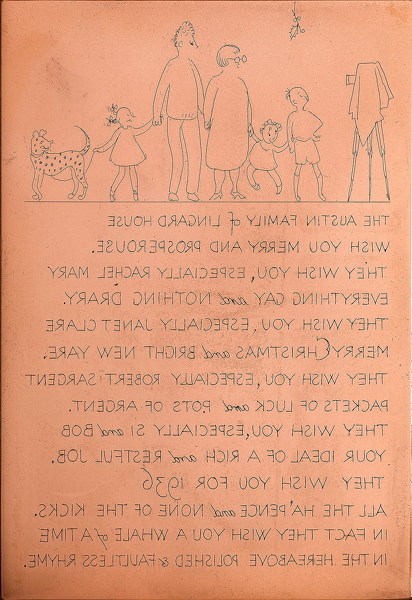 THE AUSTIN FAMILY of LINGARD HOUSE
WISH YOU MERRY AND PROSPEROUSE.
THEY WISH YOU, ESPECIALLY RACHEL MARY
EVERYTHING GAY and NOTHING DRARY.
THEY WISH YOU, ESPECIALLY JANET CLARE
MERRY CHRISTMAS and BRIGHT NEW YARE.
THEY WISH YOU, ESPECIALLY ROBERT SARGENT
PACKETS OF LUCK and POTS OF ARGENT.
THEY WISH YOU, ESPECIALLY SI and BOB
YOUR IDEAL OF A RICH and RESTFUL JOB.
THEY WISH YOU FOR 1936
ALL THE HA'PENCE and NONE OF THE KICKS.
IN FACT THEY WISH YOU A WHALE of A TIME
IN THE HEREABOVE POLISHED & FAULTLESS RHYME.